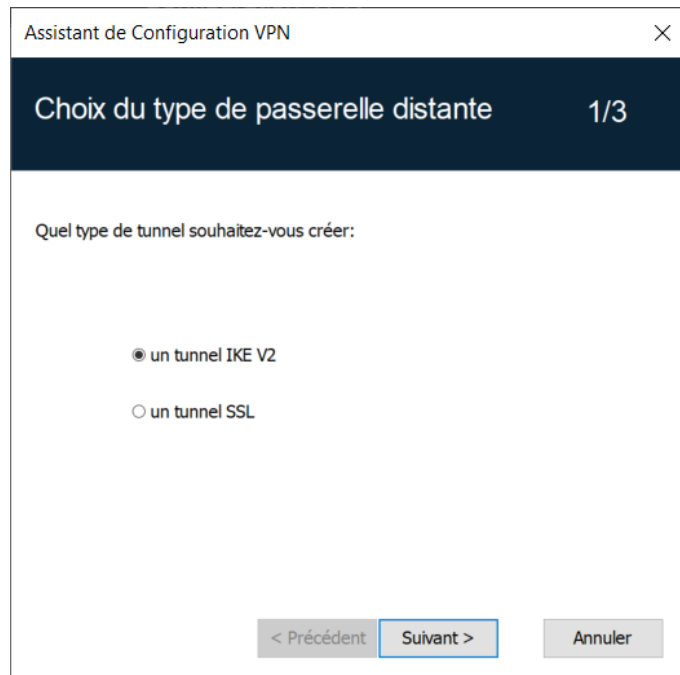 Assistant de Configuration VPN
Choix du type de passerelle distante 1/3
Quel type de tunnel souhaitez-vous créer:
un tunnel IKE V2
un tunnel SSL
< Précédent Suivant > Annuler